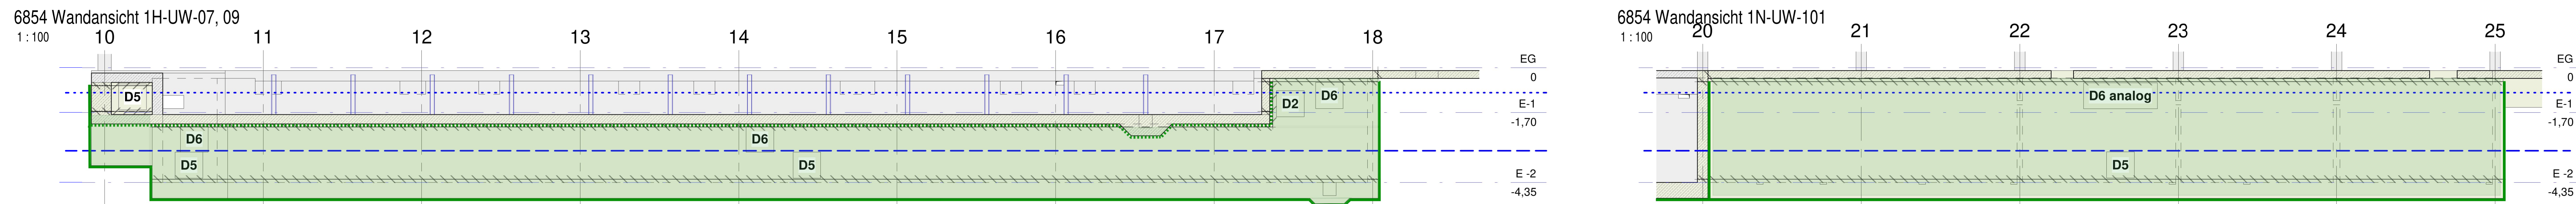 6854 Wandansicht 1H-UW-07, 09
1 : 100
10 11 12 13 14 15 16 17 18
EG
0
D5 D2 D6
E-1
-1,70
D6 D6
D5 D5
E -2
-4,35
6854 Wandansicht 1N-UW-101
1 : 100
20 21 22 23 24 25
EG
0
D6 analog
E-1
-1,70
D5
E -2
-4,35